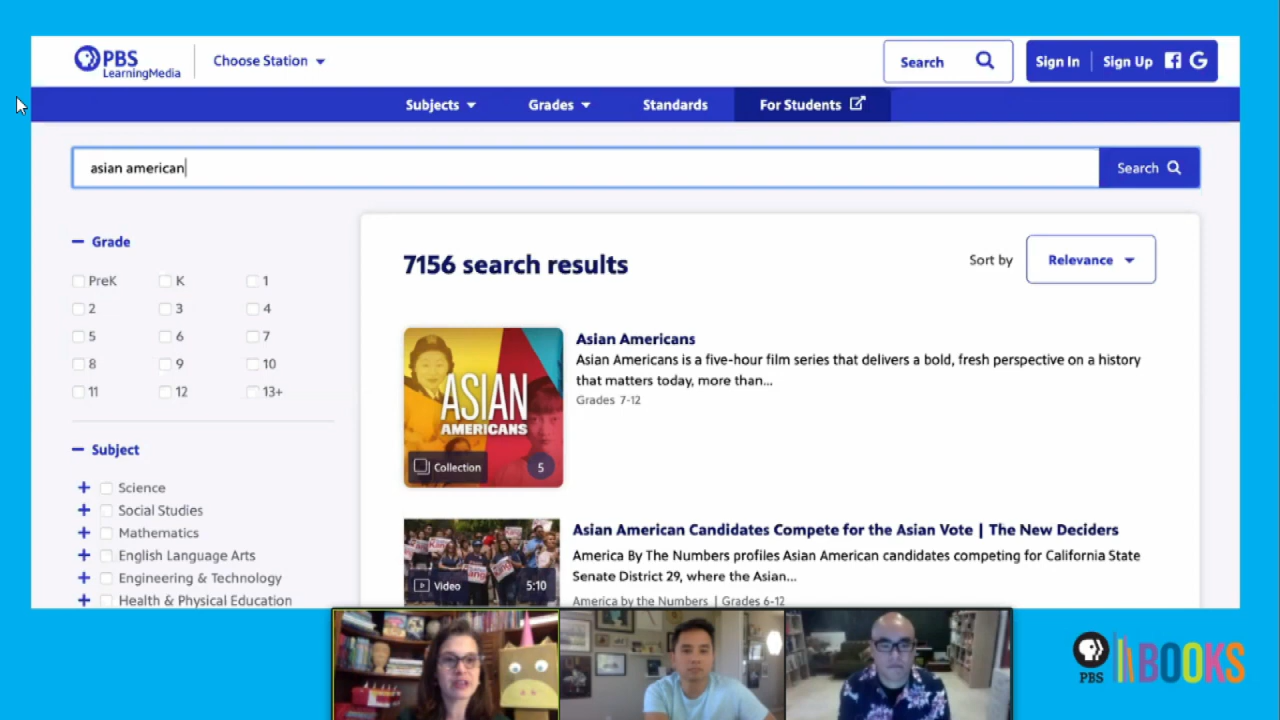 PBS
LearningMedia
Choose Station
Search
Sign In
Sign Up
Subjects
Grades
Standards
For Students
asian american
Search
Grade
PreK
K
1
2
3
4
5
6
7
8
9
10
11
12
13+
Subject
Science
Social Studies
Mathematics
English Language Arts
Engineering & Technology
Health & Physical Education
7156 search results
Sort by
Relevance
ASIAN
AMERICANS
Collection
5
Asian Americans
Asian Americans is a five-hour film series that delivers a bold, fresh perspective on a history
that matters today, more than...
Grades 7-12
Video
5:10
Asian American Candidates Compete for the Asian Vote | The New Deciders
America By The Numbers profiles Asian American candidates competing for California State
Senate District 29, where the Asian...
America by the Numbers | Grades 6-12
PBS
BOOKS